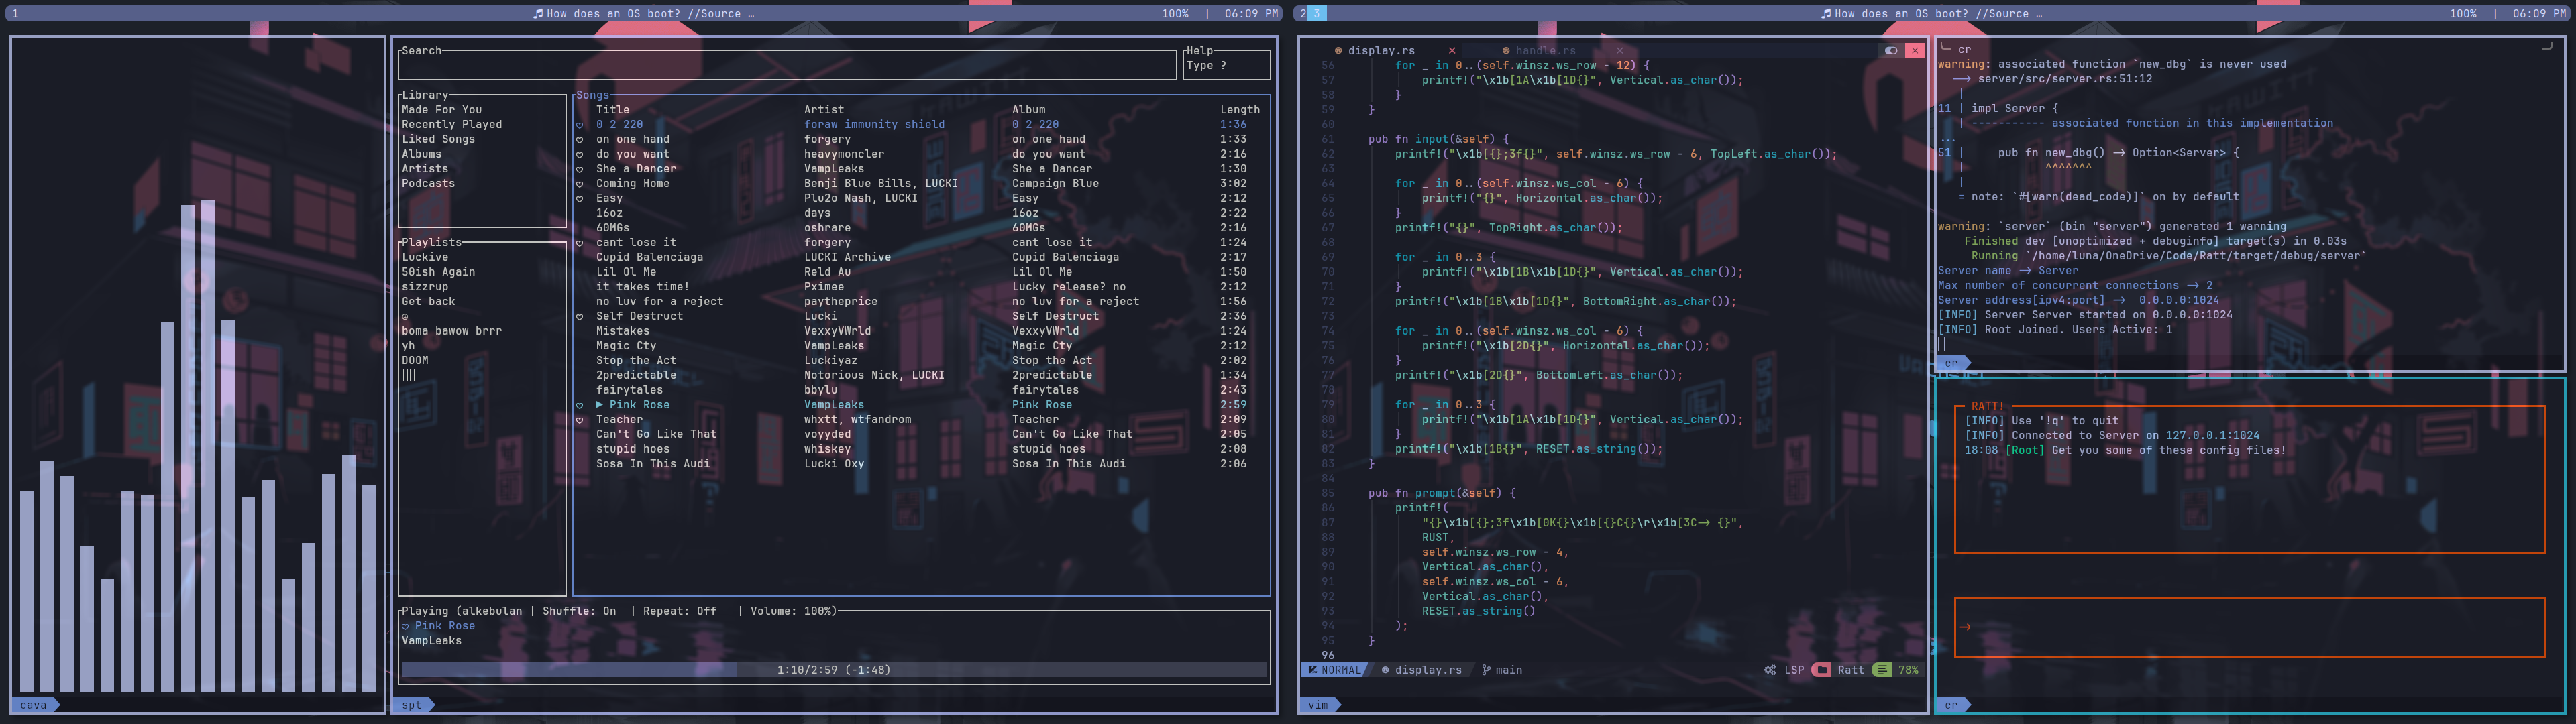 1
How does an OS boot? //Source …
100% | 06:09 PM
cava
Search
Help
Type ?
Library
Made For You
Recently Played
Liked Songs
Albums
Artists
Podcasts
Playlists
Luckive
50ish Again
sizzrup
Get back
boma bawow brrr
yh
DOOM
Songs
Title Artist Album Length
♡ 0 2 220 foraw immunity shield 0 2 220 1:36
♡ on one hand forgery on one hand 1:33
♡ do you want heavymoncler do you want 2:16
♡ She a Dancer VampLeaks She a Dancer 1:30
♡ Coming Home Benji Blue Bills, LUCKI Campaign Blue 3:02
♡ Easy Plu2o Nash, LUCKI Easy 2:12
16oz days 16oz 2:22
60MGs oshrare 60MGs 2:16
♡ cant lose it forgery cant lose it 1:24
Cupid Balenciaga LUCKI Archive Cupid Balenciaga 2:17
Lil Ol Me Reld Au Lil Ol Me 1:50
it takes time! Pximee Lucky release? no 2:12
no luv for a reject paytheprice no luv for a reject 1:56
♡ Self Destruct Lucki Self Destruct 2:36
Mistakes VexxyVWrld VexxyVWrld 1:24
Magic Cty VampLeaks Magic Cty 2:12
Stop the Act Luckiyaz Stop the Act 2:02
2predictable Notorious Nick, LUCKI 2predictable 1:34
fairytales bbylu fairytales 2:43
♡ ▶ Pink Rose VampLeaks Pink Rose 2:59
♡ Teacher whxtt, wtfandrom Teacher 2:09
Can't Go Like That voyyded Can't Go Like That 2:05
stupid hoes whiskey stupid hoes 2:08
Sosa In This Audi Lucki Oxy Sosa In This Audi 2:06
Playing (alkebulan | Shuffle: On | Repeat: Off | Volume: 100%)
♡ Pink Rose
VampLeaks
1:10/2:59 (-1:48)
spt
2 3
How does an OS boot? //Source …
100% | 06:09 PM
display.rs × handle.rs ×
56 for _ in 0..(self.winsz.ws_row - 12) {
57 printf!("\x1b[1A\x1b[1D{}", Vertical.as_char());
58 }
59 }
60
61 pub fn input(&self) {
62 printf!("\x1b[{};3f{}", self.winsz.ws_row - 6, TopLeft.as_char());
63
64 for _ in 0..(self.winsz.ws_col - 6) {
65 printf!("{}", Horizontal.as_char());
66 }
67 printf!("{}", TopRight.as_char());
68
69 for _ in 0..3 {
70 printf!("\x1b[1B\x1b[1D{}", Vertical.as_char());
71 }
72 printf!("\x1b[1B\x1b[1D{}", BottomRight.as_char());
73
74 for _ in 0..(self.winsz.ws_col - 6) {
75 printf!("\x1b[2D{}", Horizontal.as_char());
76 }
77 printf!("\x1b[2D{}", BottomLeft.as_char());
78
79 for _ in 0..3 {
80 printf!("\x1b[1A\x1b[1D{}", Vertical.as_char());
81 }
82 printf!("\x1b[1B{}", RESET.as_string());
83 }
84
85 pub fn prompt(&self) {
86 printf!(
87 "{}\x1b[{};3f\x1b[0K{}\x1b[{}C{}\r\x1b[3C-> {}",
88 RUST,
89 self.winsz.ws_row - 4,
90 Vertical.as_char(),
91 self.winsz.ws_col - 6,
92 Vertical.as_char(),
93 RESET.as_string()
94 );
95 }
96
NORMAL display.rs main LSP Ratt 78%
vim
cr
warning: associated function `new_dbg` is never used
--> server/src/server.rs:51:12
|
11 | impl Server {
| ----------- associated function in this implementation
...
51 | pub fn new_dbg() -> Option<Server> {
| ^^^^^^^
|
= note: `#[warn(dead_code)]` on by default
warning: `server` (bin "server") generated 1 warning
Finished dev [unoptimized + debuginfo] target(s) in 0.03s
Running `/home/luna/OneDrive/Code/Ratt/target/debug/server`
Server name -> Server
Max number of concurrent connections -> 2
Server address[ipv4:port] -> 0.0.0.0:1024
[INFO] Server Server started on 0.0.0.0:1024
[INFO] Root Joined. Users Active: 1
cr
RATT!
[INFO] Use '!q' to quit
[INFO] Connected to Server on 127.0.0.1:1024
18:08 [Root] Get you some of these config files!
->
cr